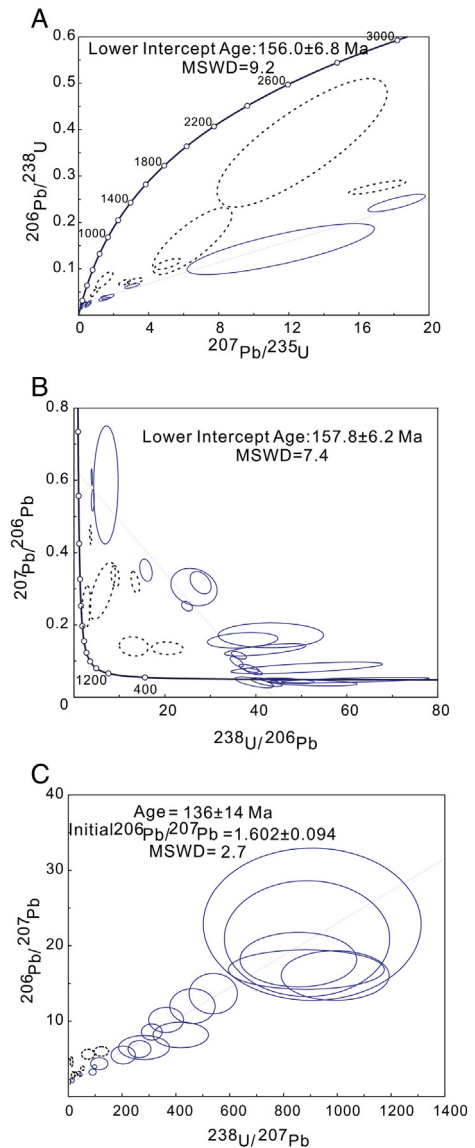 A
Lower Intercept Age:156.0±6.8 Ma
MSWD=9.2
0.6
0.5
0.4
0.3
0.2
0.1
3000
2600
2200
1800
1400
1000
206Pb/238U
0
4
8
12
16
20
207Pb/235U
B
Lower Intercept Age:157.8±6.2 Ma
MSWD=7.4
0.8
0.6
0.4
0.2
0
1200
400
207Pb/206Pb
0
20
40
60
80
238U/206Pb
C
Age = 136±14 Ma
Initial206Pb/207Pb =1.602±0.094
MSWD= 2.7
40
30
20
10
0
206Pb/207Pb
0
200
400
600
800
1000
1200
1400
238U/207Pb